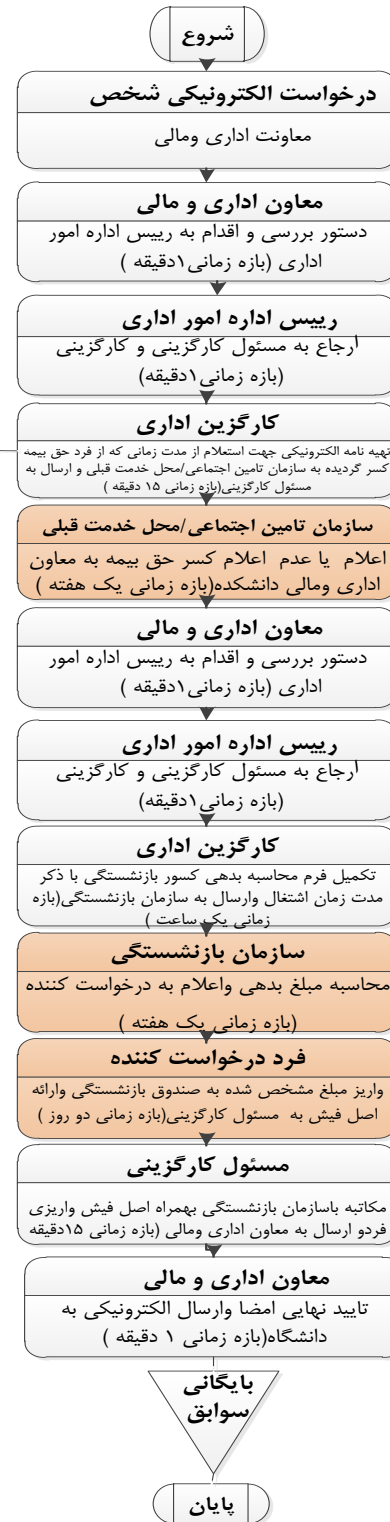 شروع
درخواست الکترونیکی شخص
معاونت اداری ومالی
معاون اداری و مالی
دستور بررسی و اقدام به رییس اداره امور
اداری (بازه زمانی۱دقیقه )
رییس اداره امور اداری
ارجاع به مسئول کارگزینی و کارگزینی
(بازه زمانی۱دقیقه)
کارگزین اداری
تهیه نامه الکترونیکی جهت استعلام از مدت زمانی که از فرد حق بیمه
کسر گردیده به سازمان تامین اجتماعی/محل خدمت قبلی و ارسال به
مسئول کارگزینی(بازه زمانی ۱۵ دقیقه )
سازمان تامین اجتماعی/محل خدمت قبلی
اعلام یا عدم اعلام کسر حق بیمه به معاون
اداری ومالی دانشکده(بازه زمانی یک هفته )
معاون اداری و مالی
دستور بررسی و اقدام به رییس اداره امور
اداری (بازه زمانی۱دقیقه )
رییس اداره امور اداری
ارجاع به مسئول کارگزینی و کارگزینی
(بازه زمانی۱دقیقه)
کارگزین اداری
تکمیل فرم محاسبه بدهی کسور بازنشستگی با ذکر
مدت زمان اشتغال وارسال به سازمان بازنشستگی(بازه
زمانی یک ساعت )
سازمان بازنشستگی
محاسبه مبلغ بدهی واعلام به درخواست کننده
(بازه زمانی یک هفته )
فرد درخواست کننده
واریز مبلغ مشخص شده به صندوق بازنشستگی وارائه
اصل فیش به مسئول کارگزینی(بازه زمانی دو روز )
مسئول کارگزینی
مکاتبه باسازمان بازنشستگی بهمراه اصل فیش واریزی
فردو ارسال به معاون اداری ومالی (بازه زمانی ۱۵دقیقه
معاون اداری و مالی
تایید نهایی امضا وارسال الکترونیکی به
دانشگاه(بازه زمانی ۱ دقیقه )
بایگانی
سوابق
پایان